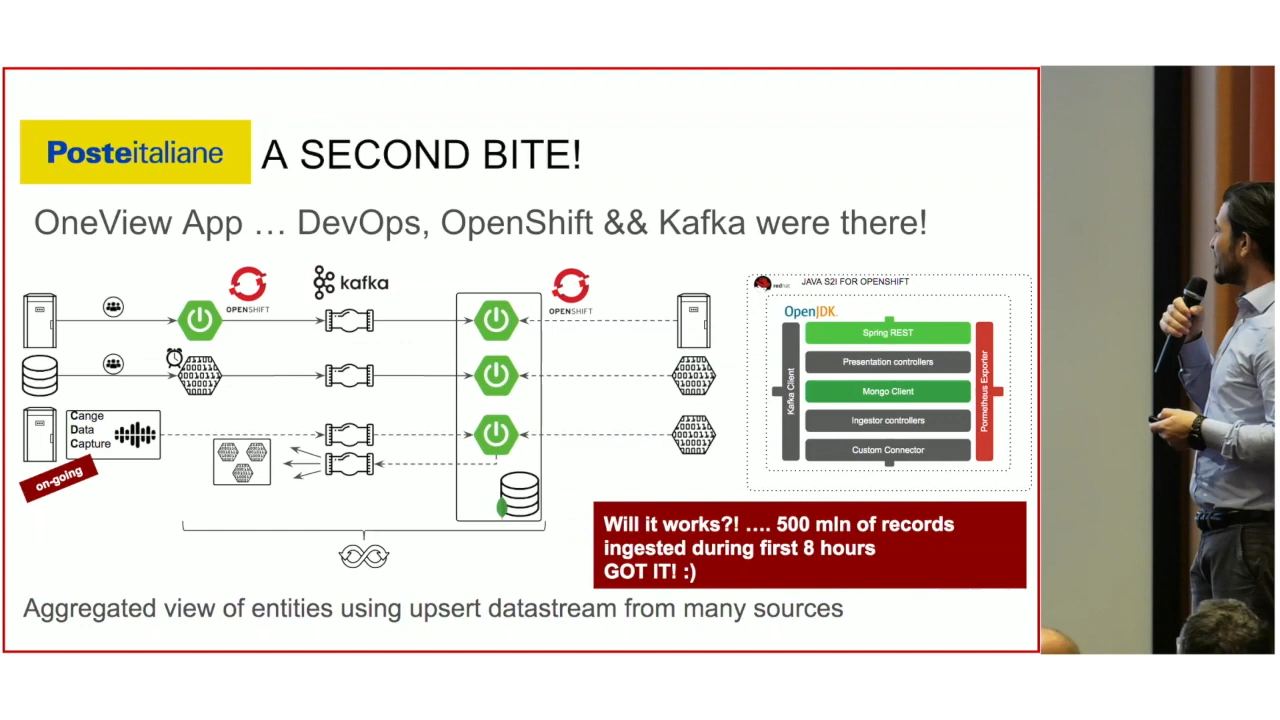 Posteitaliane
A SECOND BITE!
OneView App … DevOps, OpenShift && Kafka were there!
OPENSHIFT
kafka
OPENSHIFT
redhat
JAVA S2I FOR OPENSHIFT
OpenJDK
Kafka Client
Spring REST
Presentation controllers
Mongo Client
Ingestor controllers
Custom Connector
Pormetheus Exporter
Cange
Data
Capture
on-going
Will it works?! …. 500 mln of records
ingested during first 8 hours
GOT IT! :)
Aggregated view of entities using upsert datastream from many sources